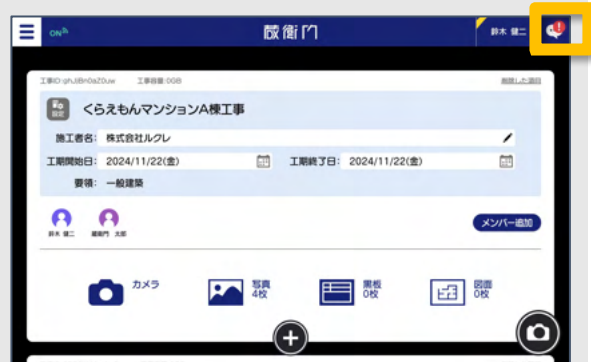 ON
蔵衛門
鈴木 健二
工事ID:ghJIBn0aZ0uw 工事容量:0GB
削除した項目
設定
くらえもんマンションA棟工事
施工者名: 株式会社ルクレ
工期開始日: 2024/11/22(金) 工期終了日: 2024/11/22(金)
要領: 一般建築
鈴木 健二 蔵衛門 太郎
メンバー追加
カメラ 写真 黒板 図面
4枚 0枚 0枚